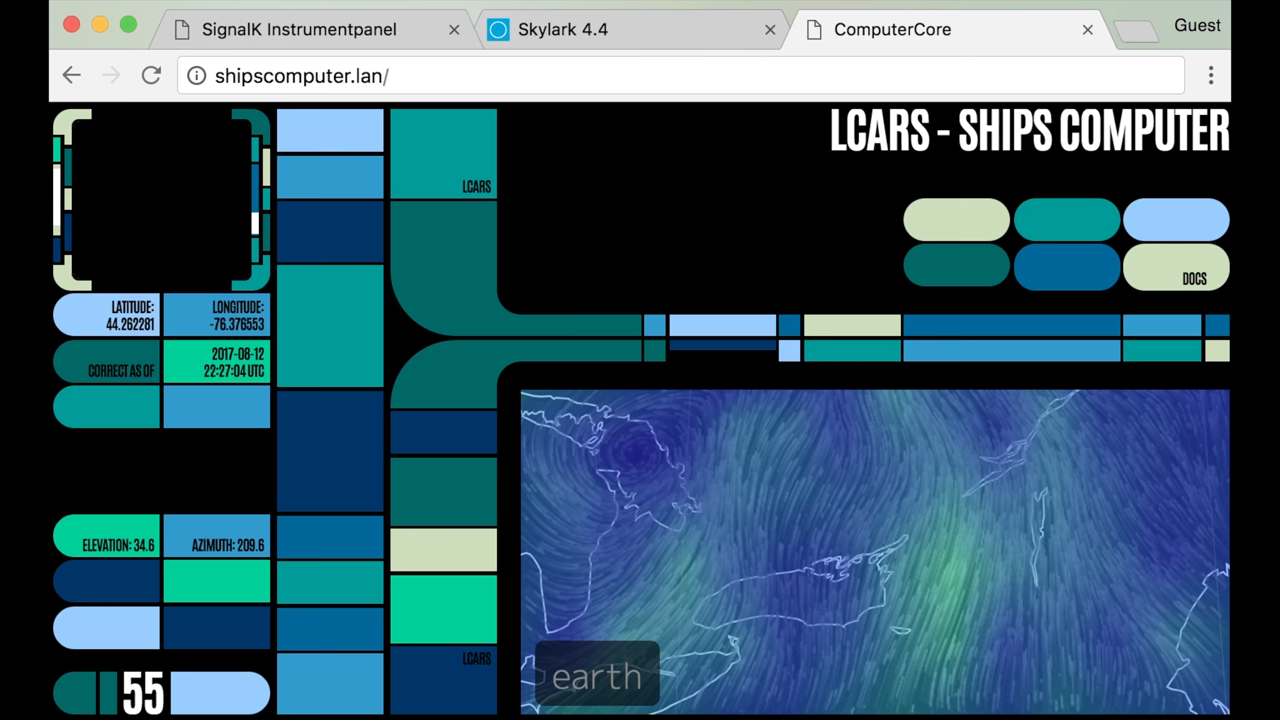 SignalK Instrumentpanel
Skylark 4.4
ComputerCore
Guest
shipscomputer.lan/
LCARS - SHIPS COMPUTER
LCARS
DOCS
LATITUDE:
44.262281
LONGITUDE:
-76.376553
CORRECT AS OF
2017-08-12
22:27:04 UTC
ELEVATION: 34.6
AZIMUTH: 209.6
LCARS
earth
55